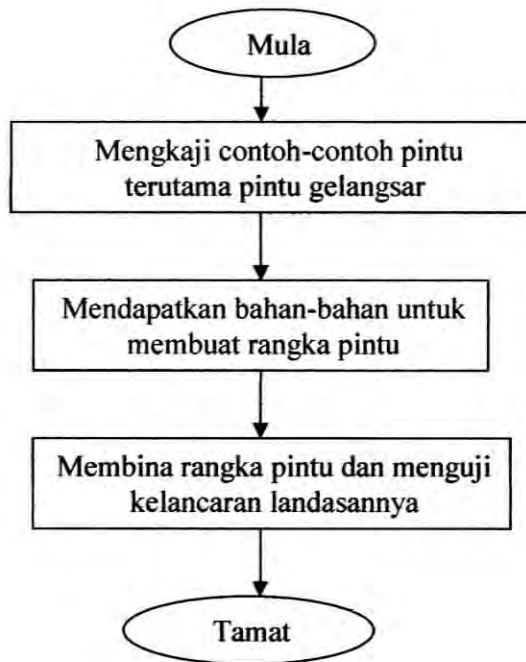 Mula
Mengkaji contoh-contoh pintu
terutama pintu gelangsar
Mendapatkan bahan-bahan untuk
membuat rangka pintu
Membina rangka pintu dan menguji
kelancaran landasannya
Tamat